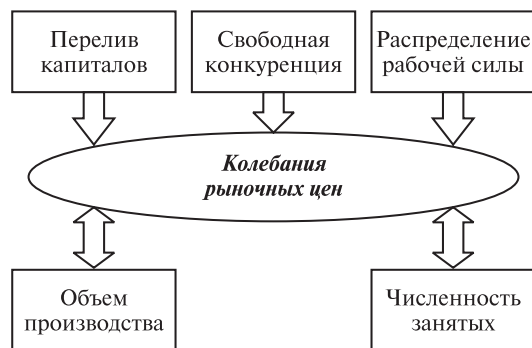 Перелив
капиталов
Свободная
конкуренция
Распределение
рабочей силы
Колебания
рыночных цен
Объем
производства
Численность
занятых